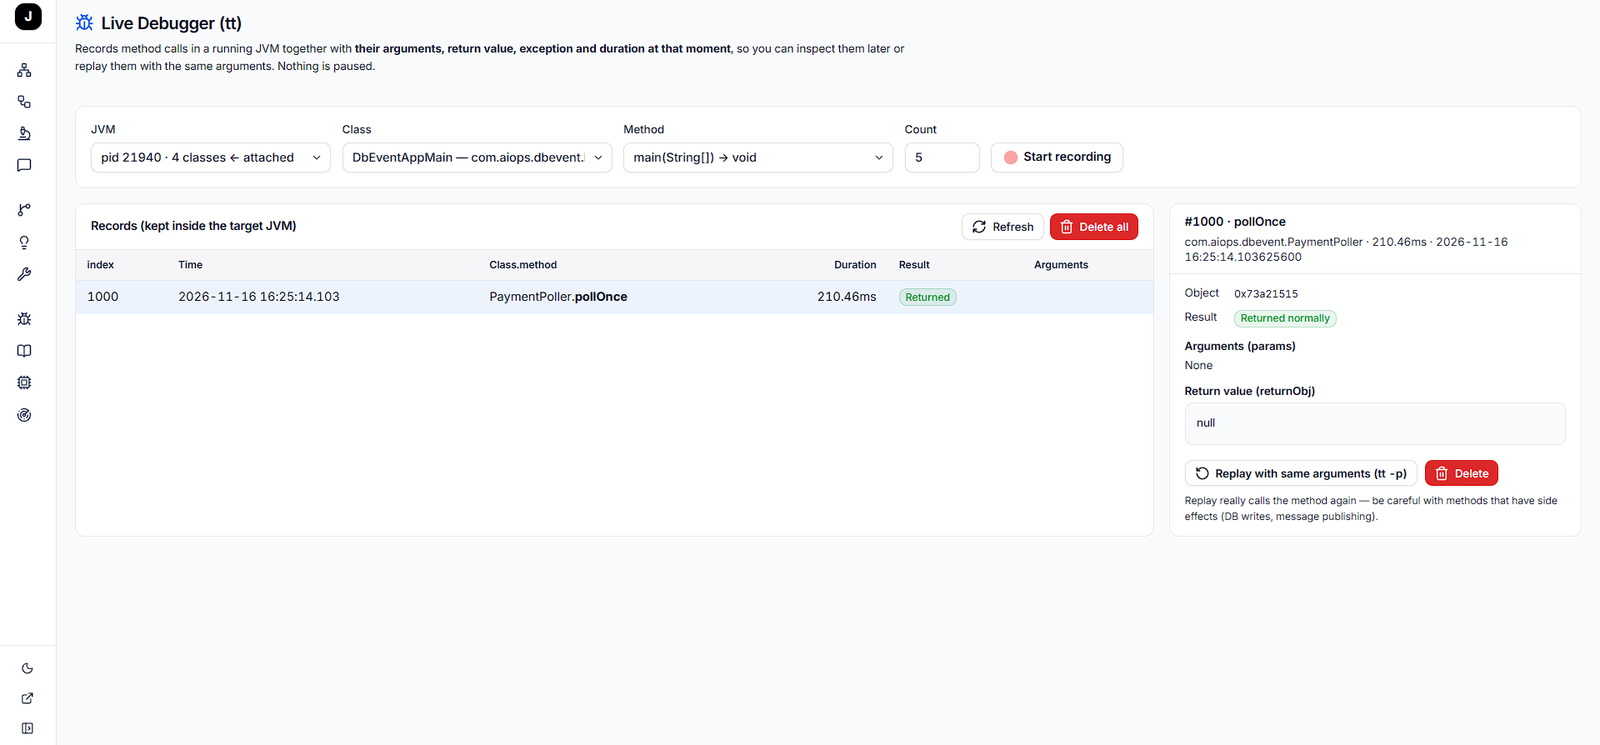 J
Live Debugger (tt)
Records method calls in a running JVM together with their arguments, return value, exception and duration at that moment, so you can inspect them later or
replay them with the same arguments. Nothing is paused.
JVM
Class
Method
Count
pid 21940 · 4 classes ← attached
DbEventAppMain — com.aiops.dbevent.
main(String[]) → void
5
Start recording
Records (kept inside the target JVM)
Refresh
Delete all
index
Time
Class.method
Duration
Result
Arguments
1000
2026-11-16 16:25:14.103
PaymentPoller.pollOnce
210.46ms
Returned
#1000 · pollOnce
com.aiops.dbevent.PaymentPoller · 210.46ms · 2026-11-16
16:25:14.103625600
Object 0x73a21515
Result Returned normally
Arguments (params)
None
Return value (returnObj)
null
Replay with same arguments (tt -p)
Delete
Replay really calls the method again — be careful with methods that have side
effects (DB writes, message publishing).